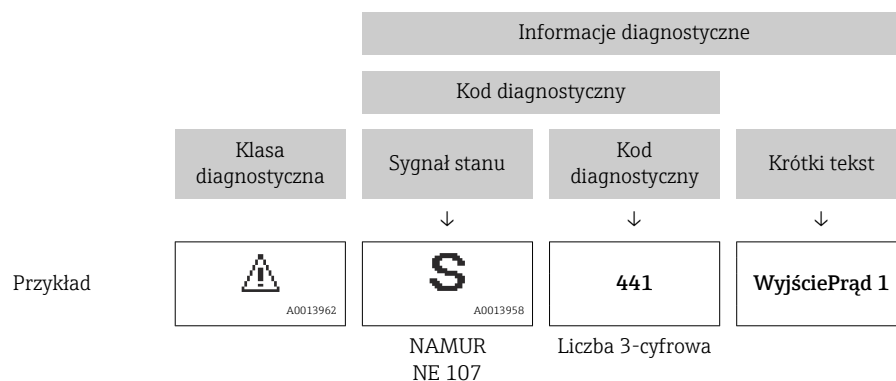 Informacje diagnostyczne
Kod diagnostyczny
Klasa
diagnostyczna
Sygnał stanu
Kod
diagnostyczny
Krótki tekst
↓
↓
↓
Przykład
⚠
A0013962
S
A0013958
441
WyjściePrąd 1
NAMUR
NE 107
Liczba 3-cyfrowa